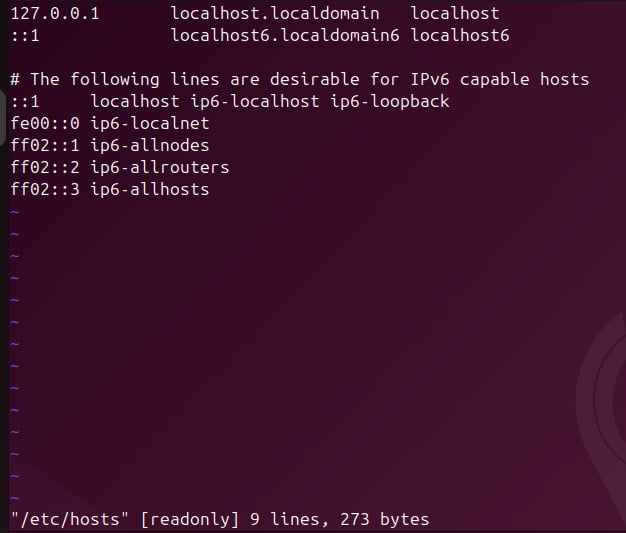 127.0.0.1       localhost.localdomain   localhost
::1             localhost6.localdomain6 localhost6

# The following lines are desirable for IPv6 capable hosts
::1     localhost ip6-localhost ip6-loopback
fe00::0 ip6-localnet
ff02::1 ip6-allnodes
ff02::2 ip6-allrouters
ff02::3 ip6-allhosts
~
~
~
~
~
~
~
~
~
~
~
~
~
~
"/etc/hosts" [readonly] 9 lines, 273 bytes